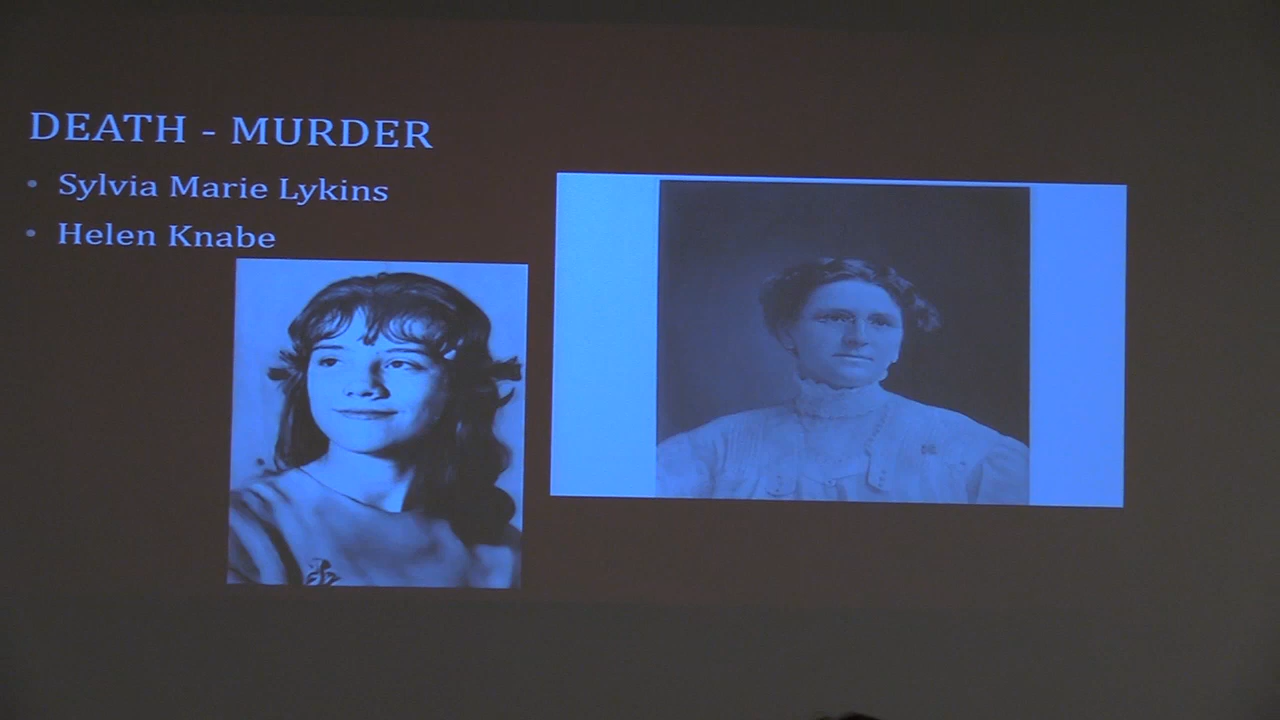 DEATH - MURDER
• Sylvia Marie Lykins
• Helen Knabe